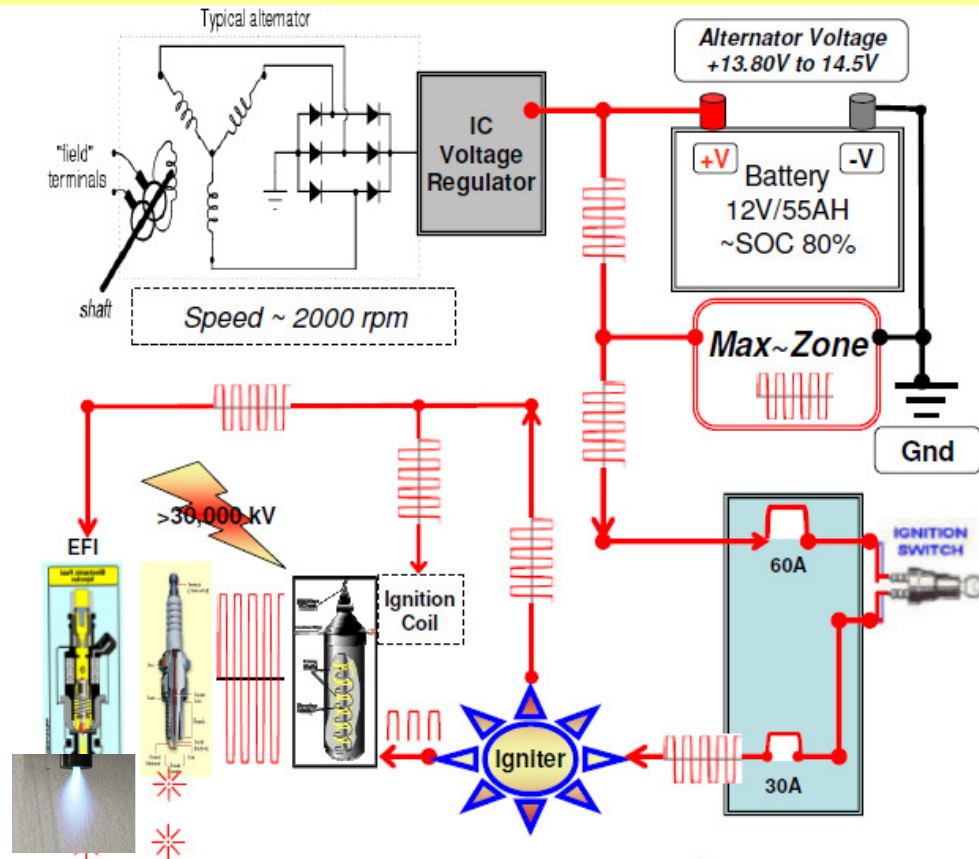 Typical alternator
"field"
terminals
shaft
Speed ~ 2000 rpm
IC
Voltage
Regulator
Alternator Voltage
+13.80V to 14.5V
+V
-V
Battery
12V/55AH
~SOC 80%
Max~Zone
Gnd
>30,000 kV
EFI
Ignition
Coil
Igniter
60A
30A
IGNITION
SWITCH